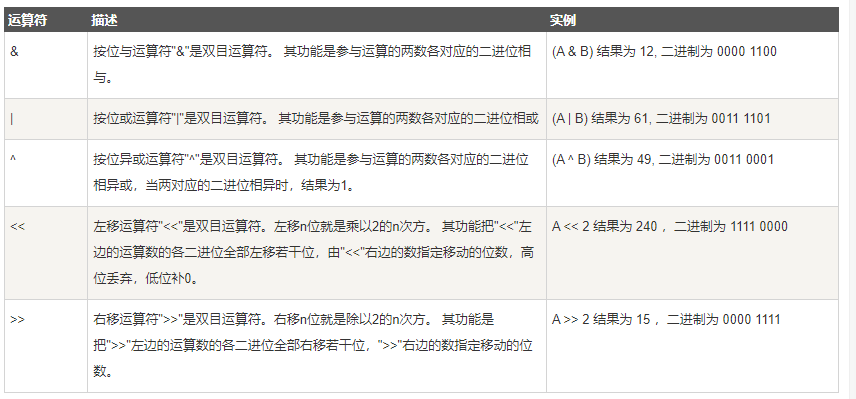 运算符 描述 实例
& 按位与运算符"&"是双目运算符。 其功能是参与运算的两数各对应的二进位相 (A & B) 结果为 12, 二进制为 0000 1100
与。
| 按位或运算符"|"是双目运算符。 其功能是参与运算的两数各对应的二进位相或 (A | B) 结果为 61, 二进制为 0011 1101
^ 按位异或运算符"^"是双目运算符。 其功能是参与运算的两数各对应的二进位 (A ^ B) 结果为 49, 二进制为 0011 0001
相异或，当两对应的二进位相异时，结果为1。
<< 左移运算符"<<"是双目运算符。左移n位就是乘以2的n次方。 其功能把"<<"左 A << 2 结果为 240 ，二进制为 1111 0000
边的运算数的各二进位全部左移若干位，由"<<"右边的数指定移动的位数，高
位丢弃，低位补0。
>> 右移运算符">>"是双目运算符。右移n位就是除以2的n次方。 其功能是 A >> 2 结果为 15 ，二进制为 0000 1111
把">>"左边的运算数的各二进位全部右移若干位，">>"右边的数指定移动的位
数。